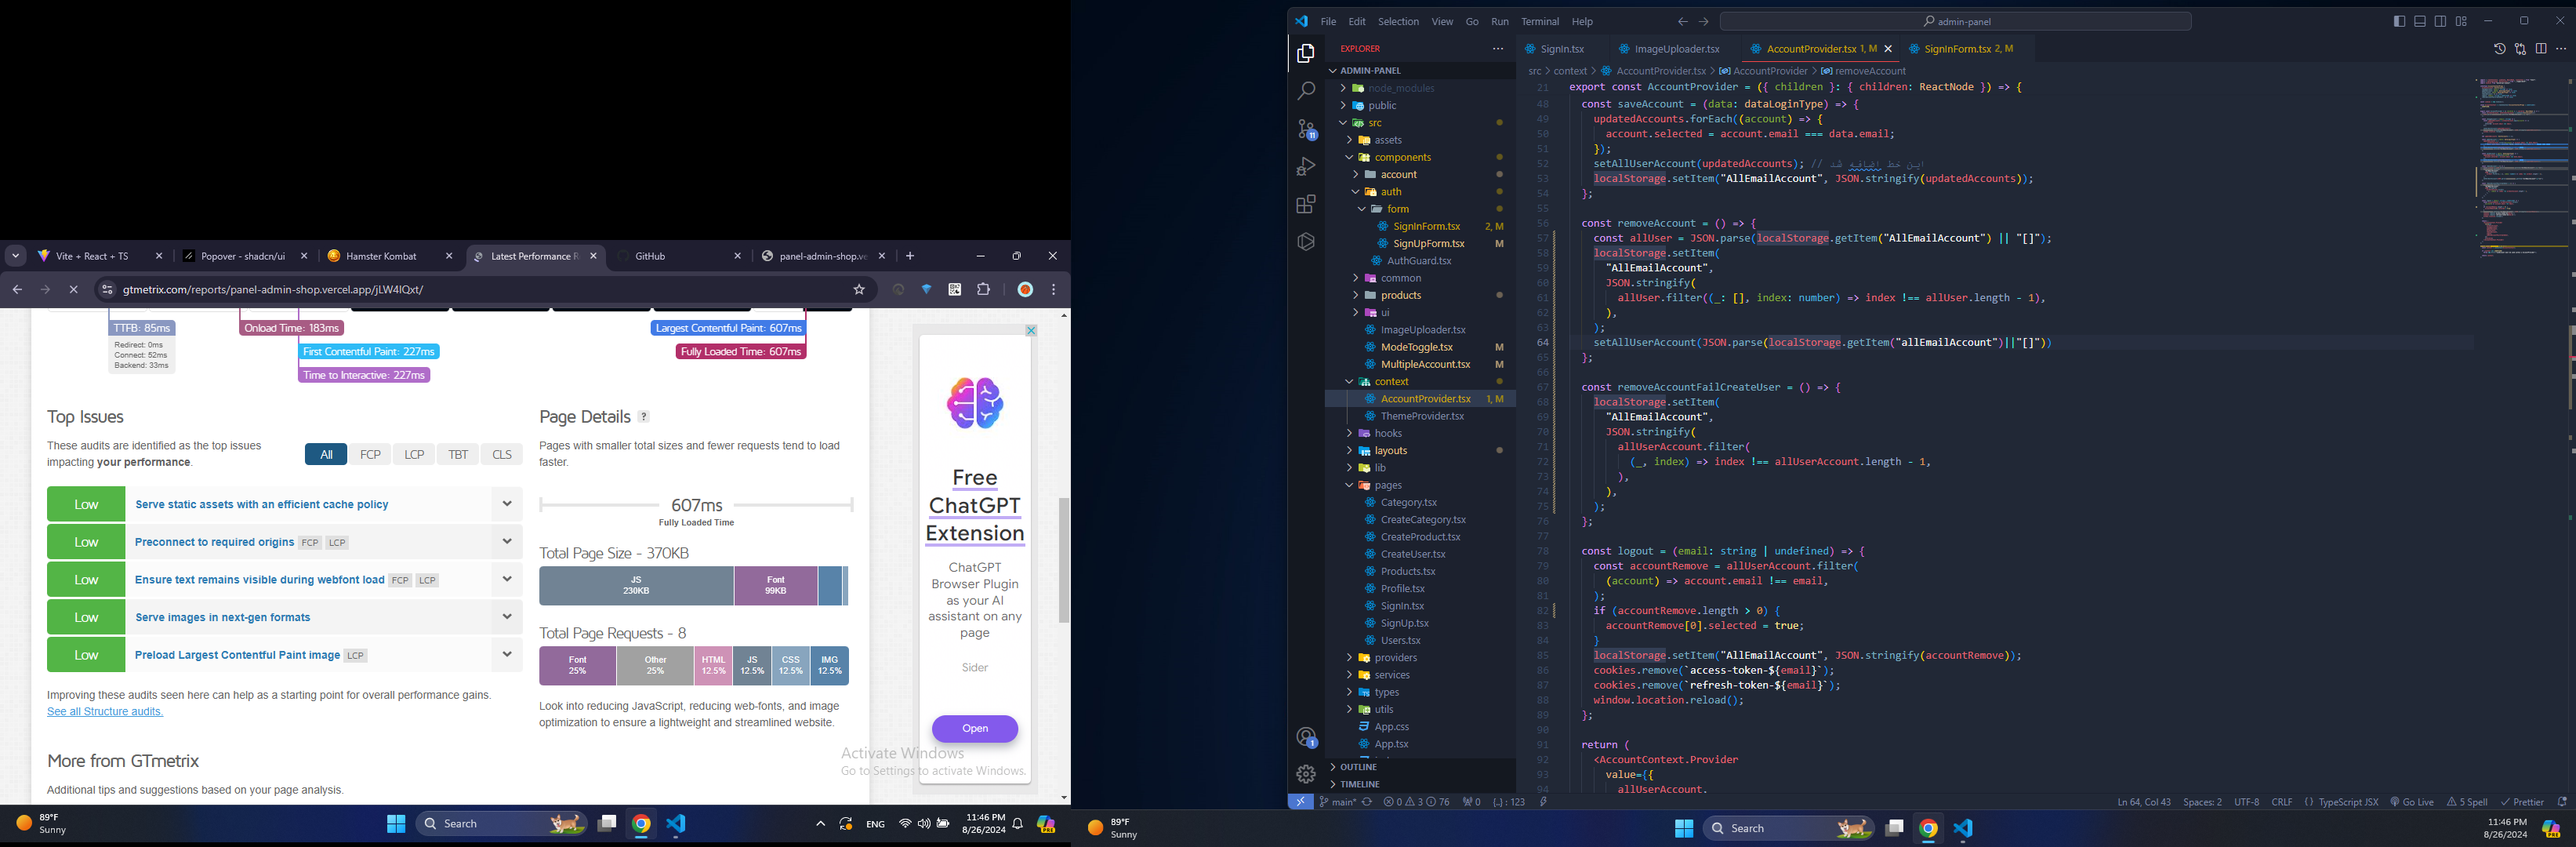 Vite + React + TS
Popover - shadcn/ui
Hamster Kombat
Latest Performance R
GitHub
panel-admin-shop.ve
gtmetrix.com/reports/panel-admin-shop.vercel.app/jLW4IQxt/
TTFB: 85ms
Redirect: 0ms
Connect: 52ms
Backend: 33ms
Onload Time: 183ms
First Contentful Paint: 227ms
Time to Interactive: 227ms
Largest Contentful Paint: 607ms
Fully Loaded Time: 607ms
Top Issues
These audits are identified as the top issues
impacting your performance.
All FCP LCP TBT CLS
Low Serve static assets with an efficient cache policy
Low Preconnect to required origins FCP LCP
Low Ensure text remains visible during webfont load FCP LCP
Low Serve images in next-gen formats
Low Preload Largest Contentful Paint image LCP
Improving these audits seen here can help as a starting point for overall performance gains.
See all Structure audits.
More from GTmetrix
Additional tips and suggestions based on your page analysis.
Page Details ?
Pages with smaller total sizes and fewer requests tend to load
faster.
607ms
Fully Loaded Time
Total Page Size - 370KB
JS
230KB
Font
99KB
Total Page Requests - 8
Font
25%
Other
25%
HTML
12.5%
JS
12.5%
CSS
12.5%
IMG
12.5%
Look into reducing JavaScript, reducing web-fonts, and image
optimization to ensure a lightweight and streamlined website.
Free
ChatGPT
Extension
ChatGPT
Browser Plugin
as your AI
assistant on any
page
Sider
Open
Activate Windows
Go to Settings to activate Windows.
89°F
Sunny
Search
ENG
11:46 PM
8/26/2024
File Edit Selection View Go Run Terminal Help
admin-panel
EXPLORER
ADMIN-PANEL
node_modules
public
src
assets
components
account
auth
form
SignInForm.tsx 2, M
SignUpForm.tsx M
AuthGuard.tsx
common
products
ui
ImageUploader.tsx
ModeToggle.tsx M
MultipleAccount.tsx M
context
AccountProvider.tsx 1, M
ThemeProvider.tsx
hooks
layouts
lib
pages
Category.tsx
CreateCategory.tsx
CreateProduct.tsx
CreateUser.tsx
Products.tsx
Profile.tsx
SignIn.tsx
SignUp.tsx
Users.tsx
providers
services
types
utils
App.css
App.tsx
OUTLINE
TIMELINE
11
1
SignIn.tsx
ImageUploader.tsx
AccountProvider.tsx 1, M
SignInForm.tsx 2, M
src > context > AccountProvider.tsx > AccountProvider > removeAccount
21 export const AccountProvider = ({ children }: { children: ReactNode }) => {
48 const saveAccount = (data: dataLoginType) => {
49 updatedAccounts.forEach((account) => {
50 account.selected = account.email === data.email;
51 });
52 setAllUserAccount(updatedAccounts); // این خط اضافه شد
53 localStorage.setItem("AllEmailAccount", JSON.stringify(updatedAccounts));
54 };
55
56 const removeAccount = () => {
57 const allUser = JSON.parse(localStorage.getItem("AllEmailAccount") || "[]");
58 localStorage.setItem(
59 "AllEmailAccount",
60 JSON.stringify(
61 allUser.filter((_: [], index: number) => index !== allUser.length - 1),
62 ),
63 );
64 setAllUserAccount(JSON.parse(localStorage.getItem("allEmailAccount")||"[]"))
65 };
66
67 const removeAccountFailCreateUser = () => {
68 localStorage.setItem(
69 "AllEmailAccount",
70 JSON.stringify(
71 allUserAccount.filter(
72 (_, index) => index !== allUserAccount.length - 1,
73 ),
74 ),
75 );
76 };
77
78 const logout = (email: string | undefined) => {
79 const accountRemove = allUserAccount.filter(
80 (account) => account.email !== email,
81 );
82 if (accountRemove.length > 0) {
83 accountRemove[0].selected = true;
84 }
85 localStorage.setItem("AllEmailAccount", JSON.stringify(accountRemove));
86 cookies.remove(`access-token-${email}`);
87 cookies.remove(`refresh-token-${email}`);
88 window.location.reload();
89 };
90
91 return (
92 <AccountContext.Provider
93 value={{
94 allUserAccount,
main* 0 3 76 0 {..} : 123
Ln 64, Col 43 Spaces: 2 UTF-8 CRLF TypeScript JSX Go Live 5 Spell Prettier
89°F
Sunny
Search
11:46 PM
8/26/2024